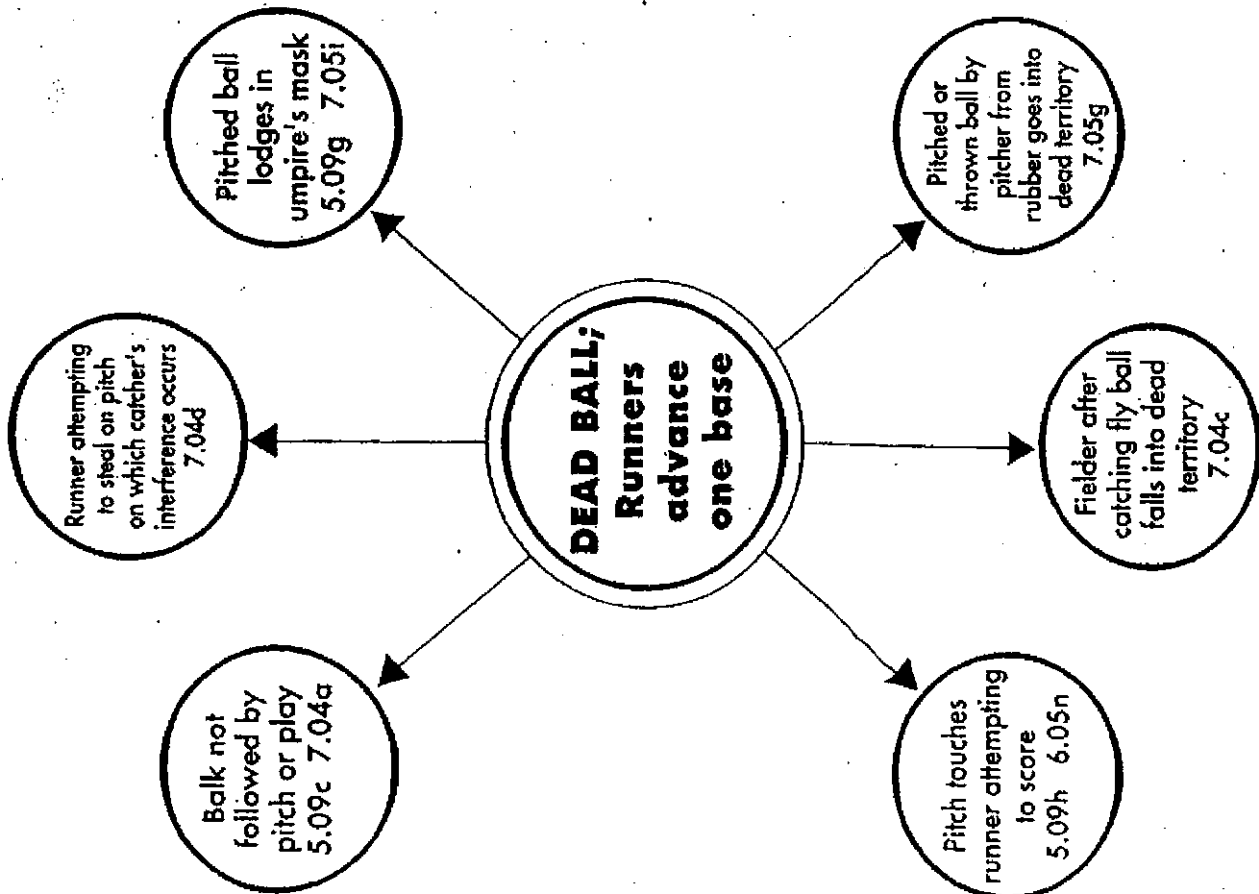 Runner attempting
to steal on pitch
on which catcher's
interference occurs
7.04d
Balk not
followed by
pitch or play
5.09c 7.04a
Pitched ball
lodges in
umpire's mask
5.09g 7.05i
DEAD BALL;
Runners
advance
one base
Pitch touches
runner attempting
to score
5.09h 6.05n
Pitched or
thrown ball by
pitcher from
rubber goes into
dead territory
7.05g
Fielder after
catching fly ball
falls into dead
territory
7.04c